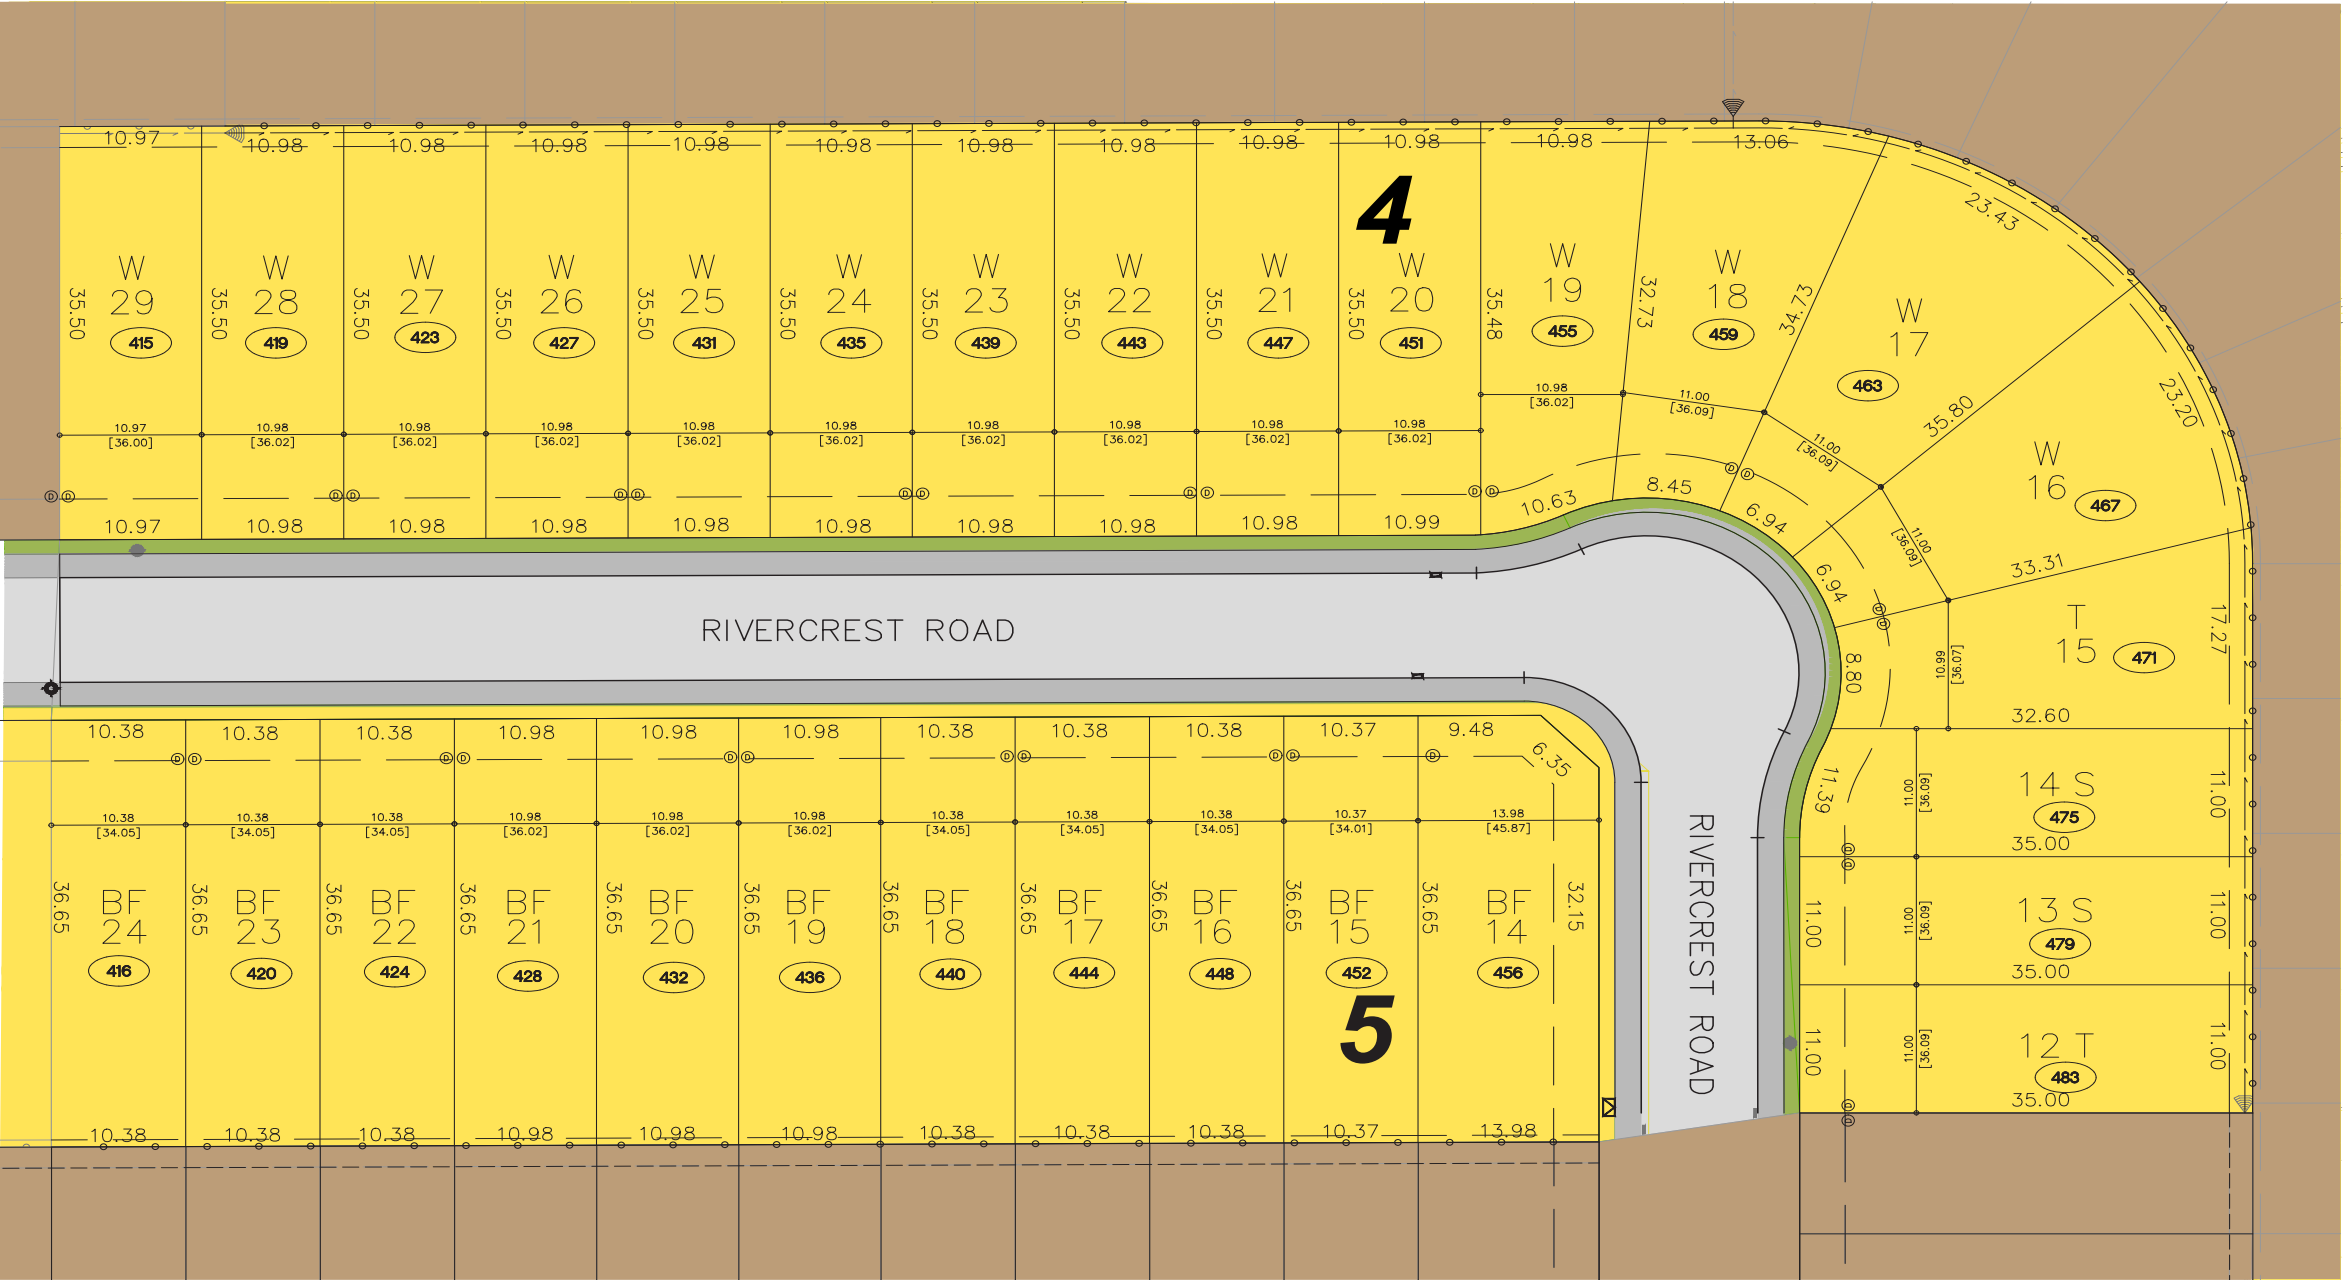 10.97 10.98 10.98 10.98 10.98 10.98 10.98 10.98 10.98 10.98 10.98 13.06
23.43
4
W W W W W W W W W W W W
29 28 27 26 25 24 23 22 21 20 19 18
35.50 35.50 35.50 35.50 35.50 35.50 35.50 35.50 35.50 35.50 35.48 32.73 34.73
415 419 423 427 431 435 439 443 447 451 455 459
W
17
463
23.20
35.80
W
16
467
10.97 10.98 10.98 10.98 10.98 10.98 10.98 10.98 10.98 10.98 10.98 11.00 11.00 11.00
[36.00] [36.02] [36.02] [36.02] [36.02] [36.02] [36.02] [36.02] [36.02] [36.02] [36.02] [36.09] [36.09] [36.09]
D D D D D D D D D D D D D D D D
10.97 10.98 10.98 10.98 10.98 10.98 10.98 10.98 10.98 10.99 10.63 8.45 6.94 6.94
33.31
RIVERCREST ROAD
T
15
471
17.27
8.80
10.99
[36.07]
32.60
10.38 10.38 10.38 10.98 10.98 10.98 10.38 10.38 10.38 10.37 9.48 6.35
D D D D D D D D D D D
11.39
11.00
[36.09]
14 S
475
11.00
35.00
10.38 10.38 10.38 10.98 10.98 10.98 10.38 10.38 10.38 10.37 13.98
[34.05] [34.05] [34.05] [36.02] [36.02] [36.02] [34.05] [34.05] [34.05] [34.01] [45.87]
D
D
36.65 36.65 36.65 36.65 36.65 36.65 36.65 36.65 36.65 36.65 36.65 32.15
BF BF BF BF BF BF BF BF BF BF BF
24 23 22 21 20 19 18 17 16 15 14
416 420 424 428 432 436 440 444 448 452 456
5
RIVERCREST ROAD
11.00
11.00
[36.09]
13 S
479
11.00
35.00
11.00
11.00
[36.09]
12 T
483
11.00
35.00
D
D
10.38 10.38 10.38 10.98 10.98 10.98 10.38 10.38 10.38 10.37 13.98